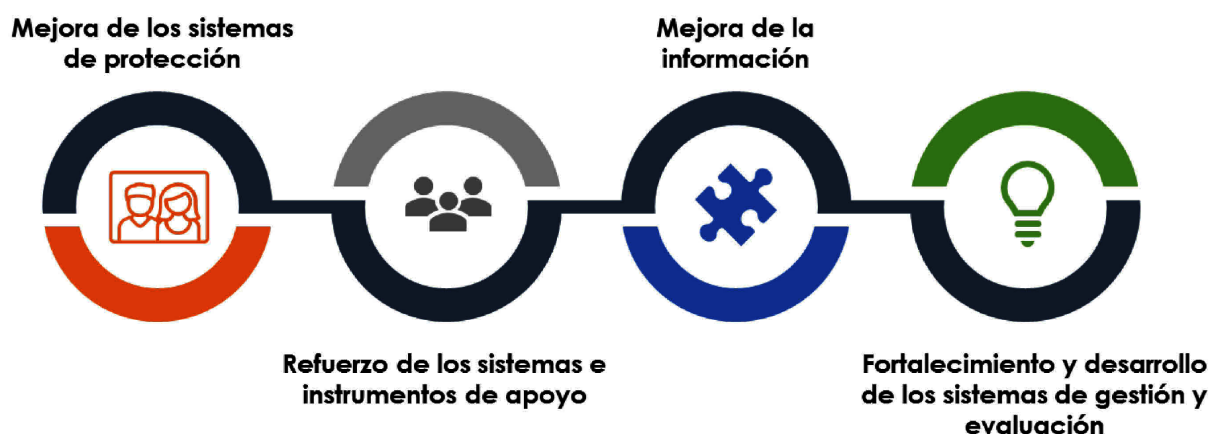 Mejora de los sistemas
de protección
Mejora de la
información
Refuerzo de los sistemas e
instrumentos de apoyo
Fortalecimiento y desarrollo
de los sistemas de gestión y
evaluación